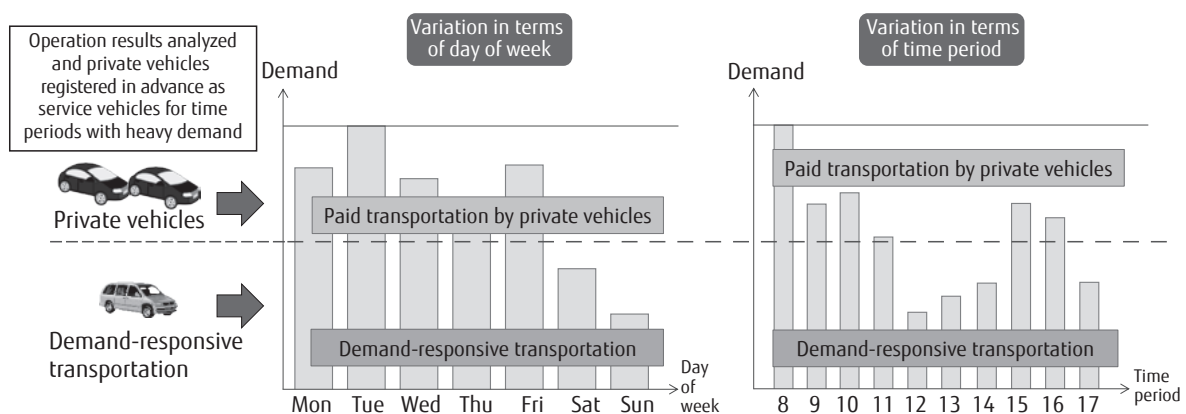 Operation results analyzed
and private vehicles
registered in advance as
service vehicles for time
periods with heavy demand
Private vehicles
Demand-responsive
transportation
Variation in terms
of day of week
Demand
Paid transportation by private vehicles
Demand-responsive transportation
Mon Tue Wed Thu Fri Sat Sun
Day
of
week
Variation in terms
of time period
Demand
Paid transportation by private vehicles
Demand-responsive transportation
8 9 10 11 12 13 14 15 16 17
Time
period